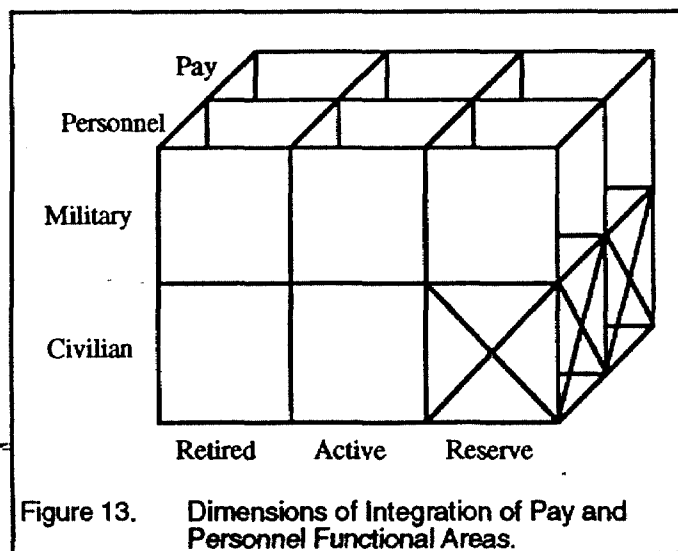 Pay
Personnel
Military
Civilian
Retired Active Reserve
Figure 13. Dimensions of Integration of Pay and
Personnel Functional Areas.